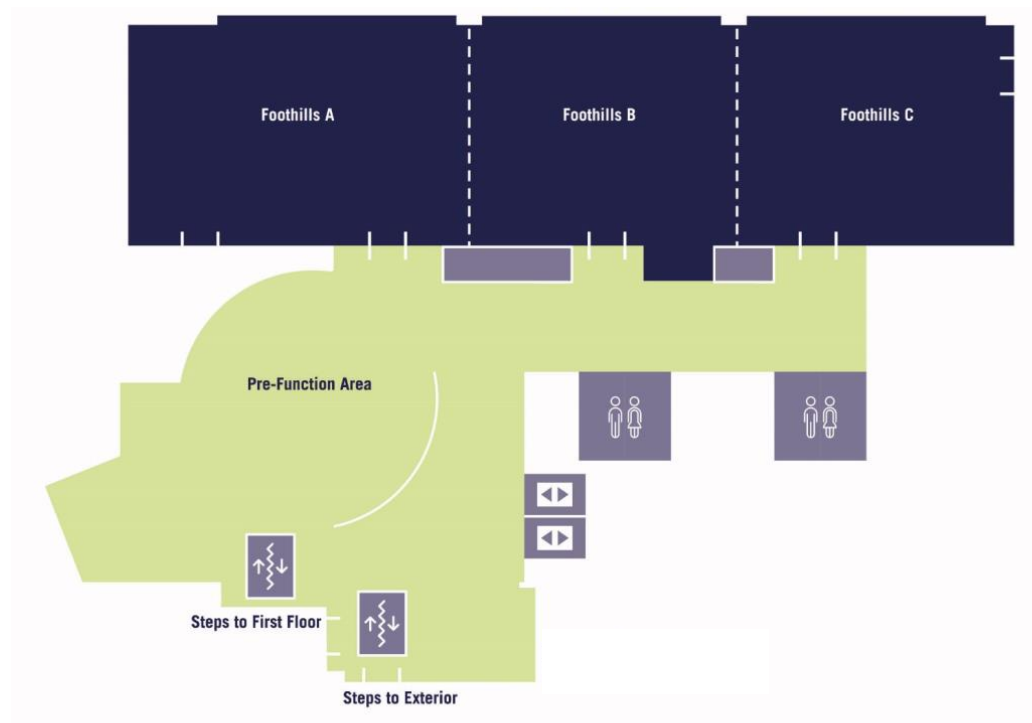 Foothills A
Foothills B
Foothills C
Pre-Function Area
Steps to First Floor
Steps to Exterior